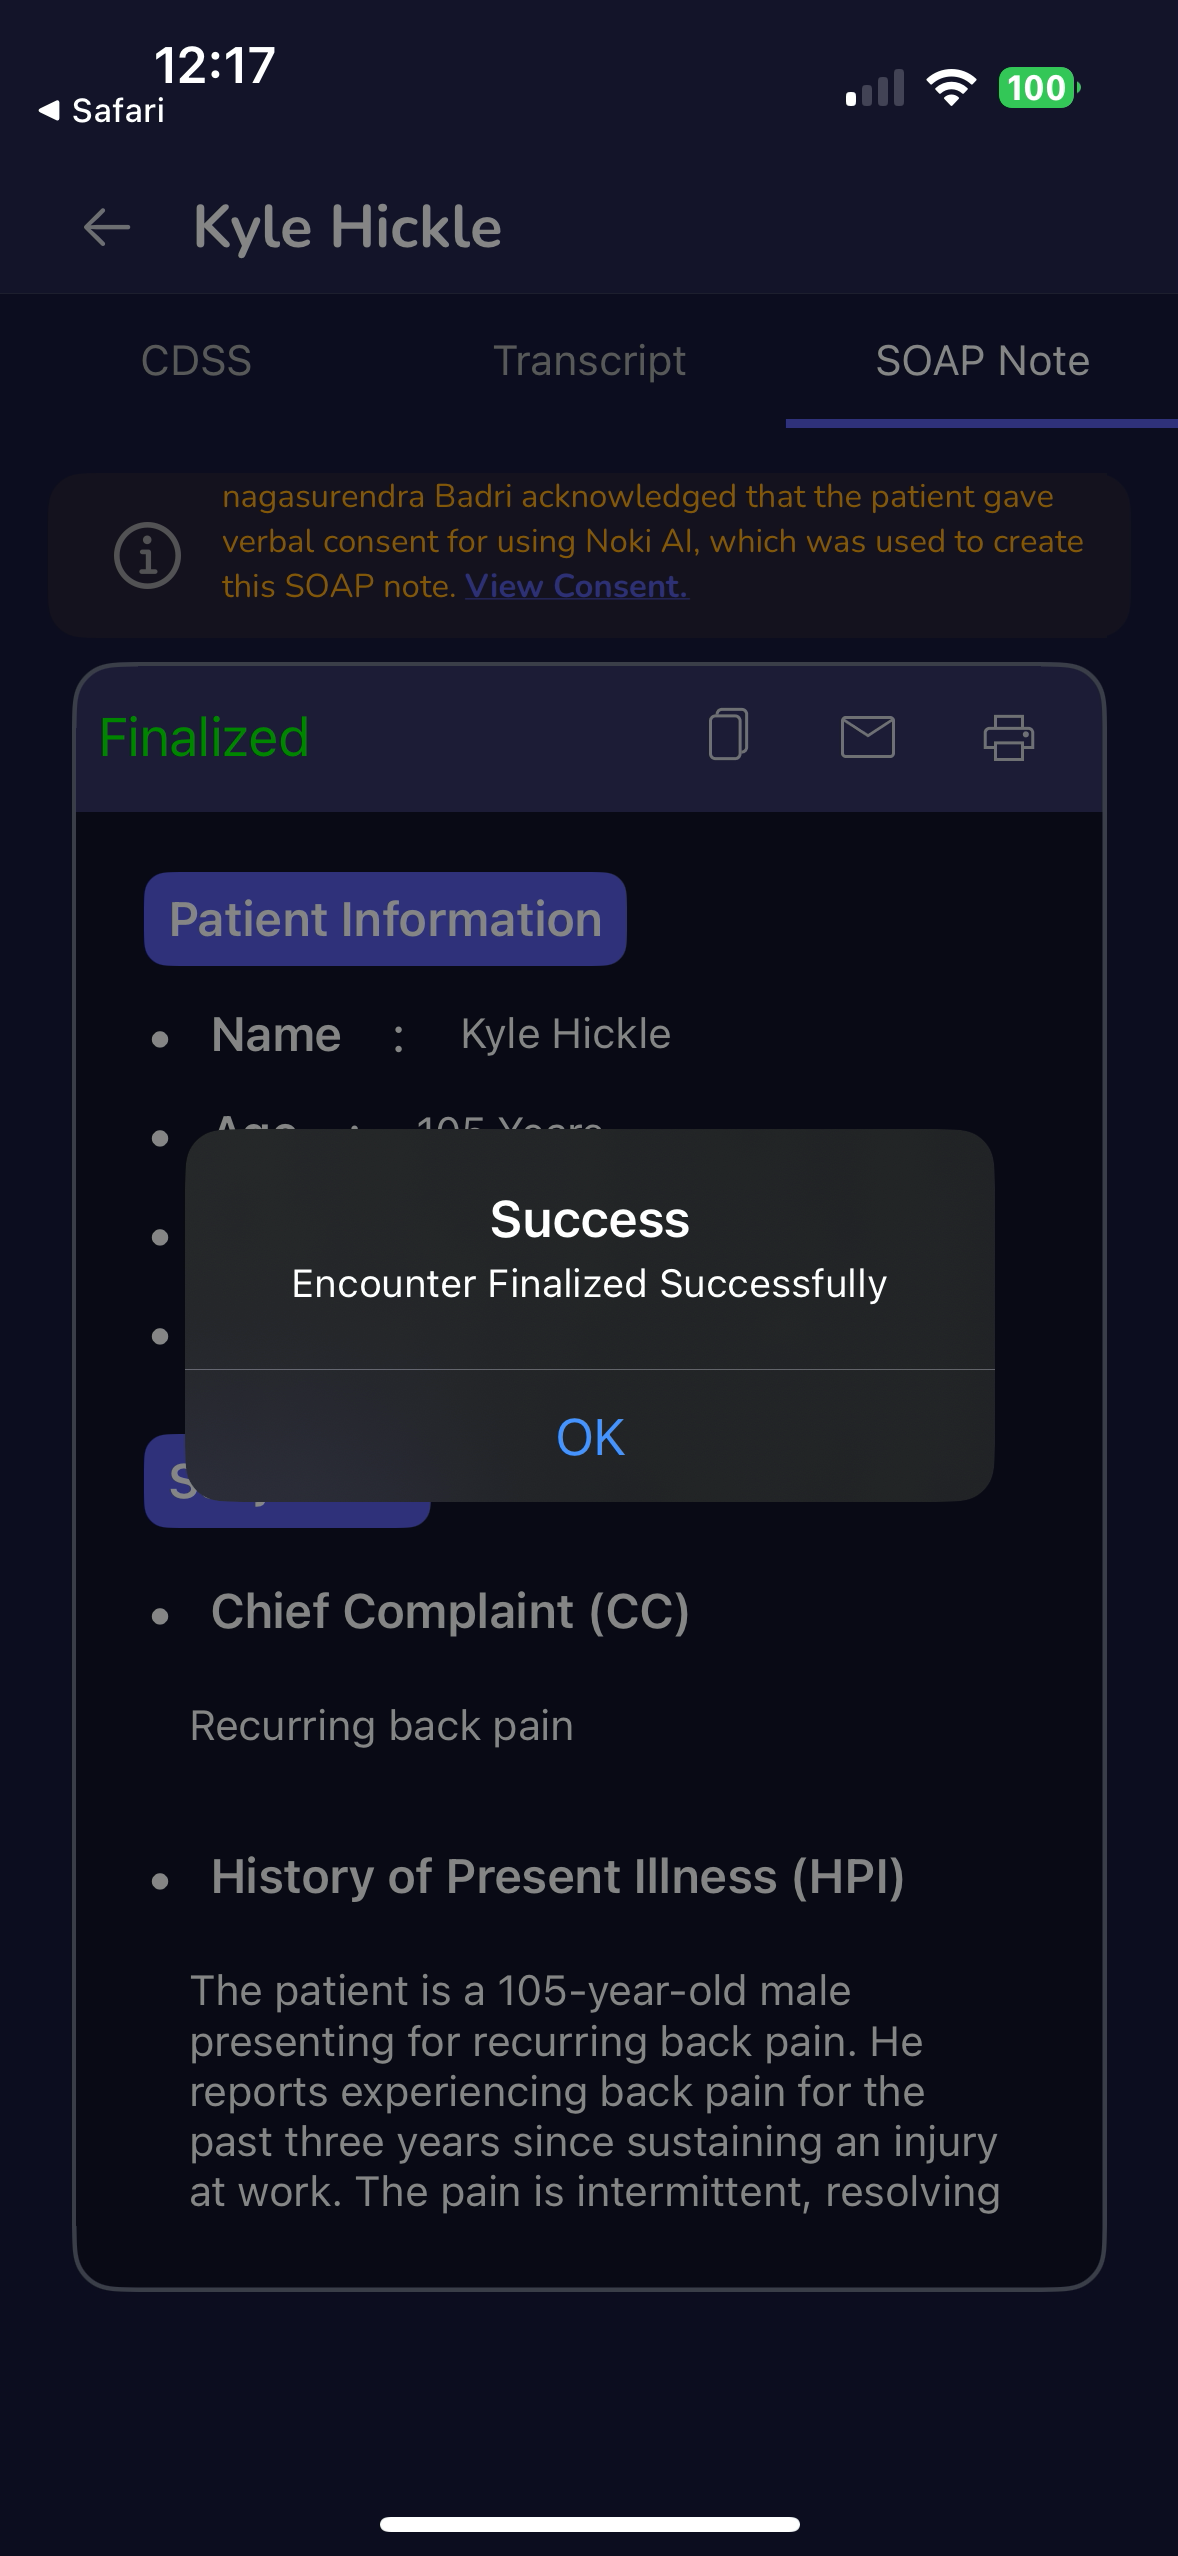 12:17
Safari
100
Kyle Hickle
CDSS
Transcript
SOAP Note
nagasurendra Badri acknowledged that the patient gave
verbal consent for using Noki AI, which was used to create
this SOAP note. View Consent.
Finalized
Patient Information
Name : Kyle Hickle
Age : 105 Years
Success
Encounter Finalized Successfully
OK
Chief Complaint (CC)
Recurring back pain
History of Present Illness (HPI)
The patient is a 105-year-old male
presenting for recurring back pain. He
reports experiencing back pain for the
past three years since sustaining an injury
at work. The pain is intermittent, resolving